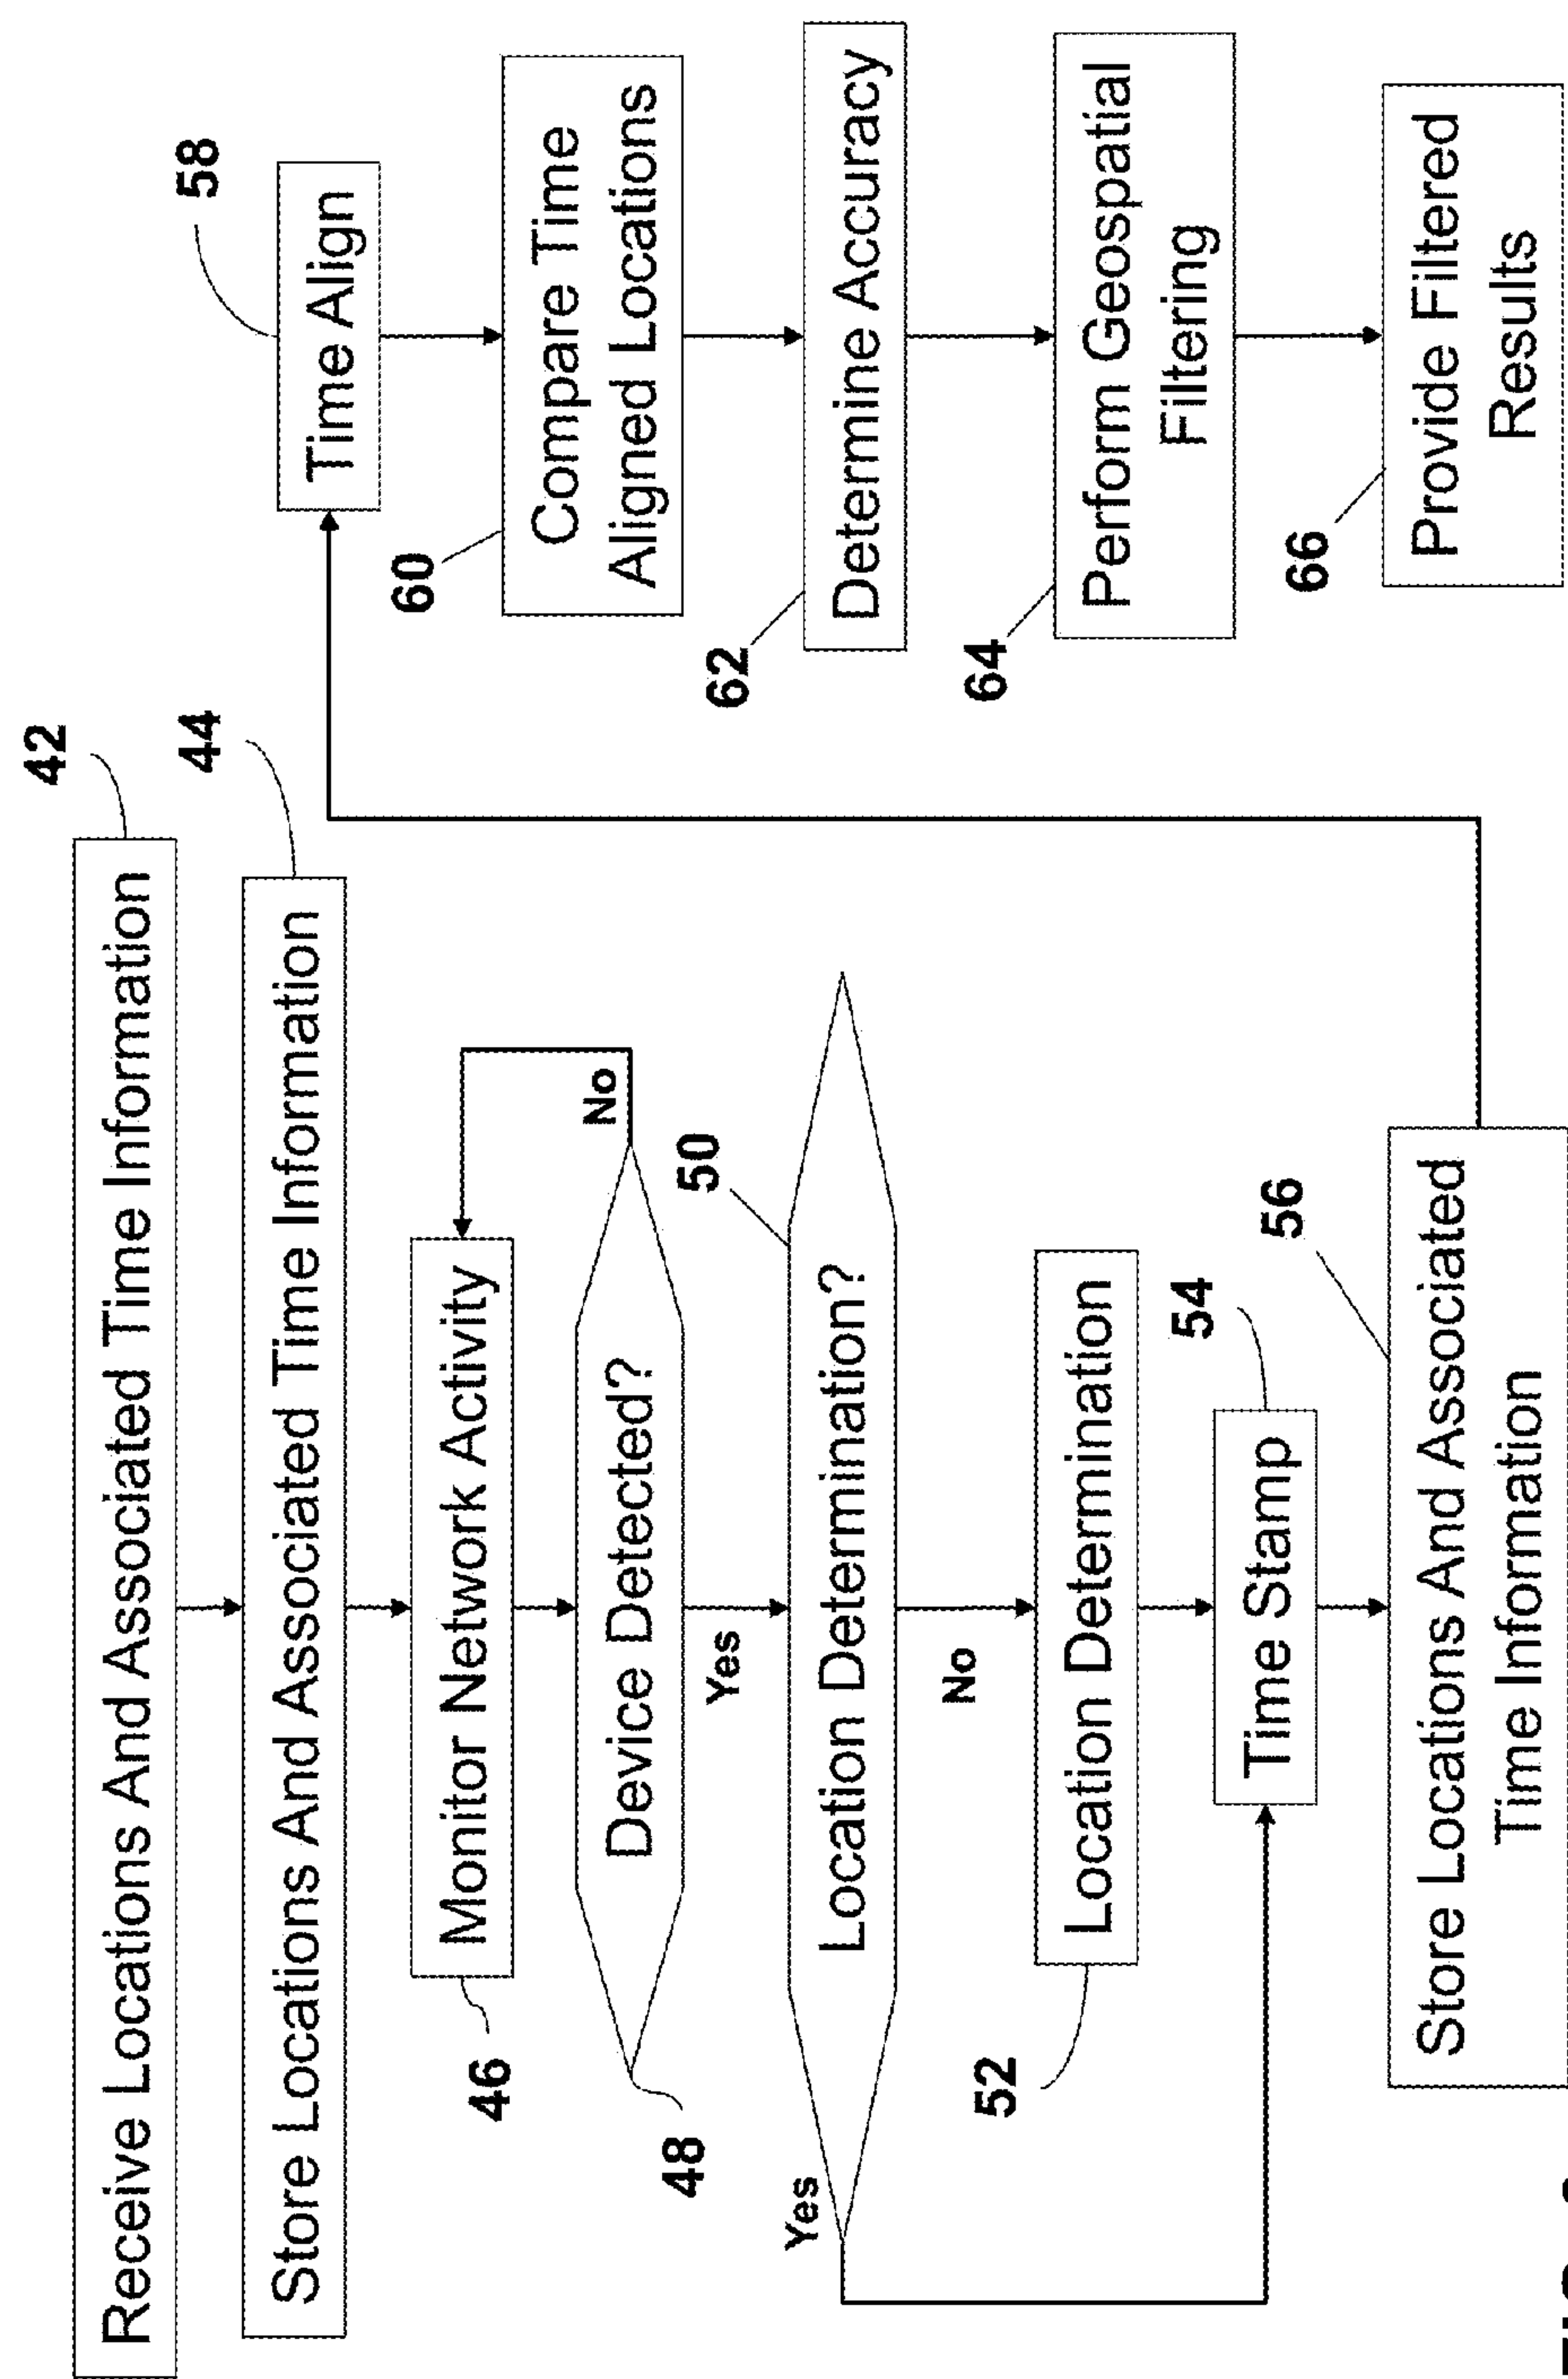 Receive Locations And Associated Time Information
42
Store Locations And Associated Time Information
44
Monitor Network Activity
46
Device Detected?
48
No
Yes
Location Determination?
50
Yes
No
Location Determination
52
Time Stamp
54
Store Locations And Associated
Time Information
56
Time Align
58
Compare Time
Aligned Locations
60
Determine Accuracy
62
Perform Geospatial
Filtering
64
Provide Filtered
Results
66